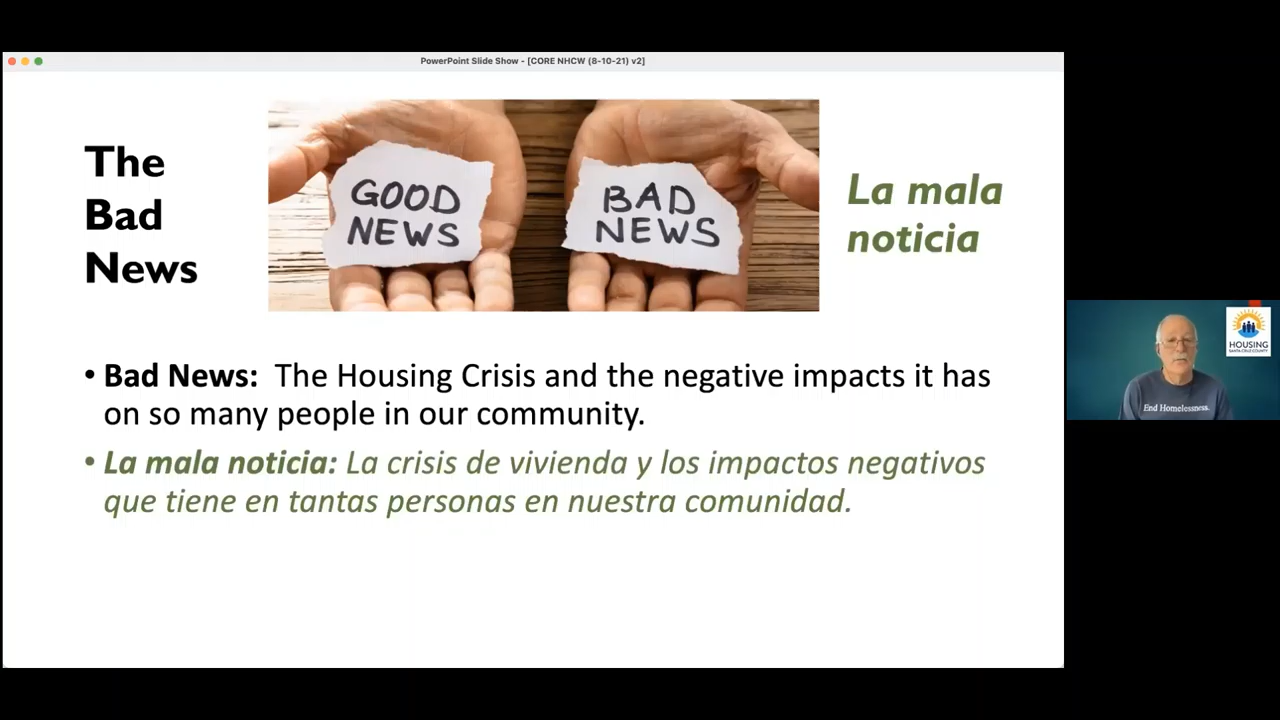 PowerPoint Slide Show - [CORE NHCW (8-10-21) v2]
The
Bad
News
GOOD
NEWS
BAD
NEWS
La mala
noticia
• Bad News: The Housing Crisis and the negative impacts it has
on so many people in our community.
• La mala noticia: La crisis de vivienda y los impactos negativos
que tiene en tantas personas en nuestra comunidad.
HOUSING
SANTA CRUZ COUNTY
End Homelessness.